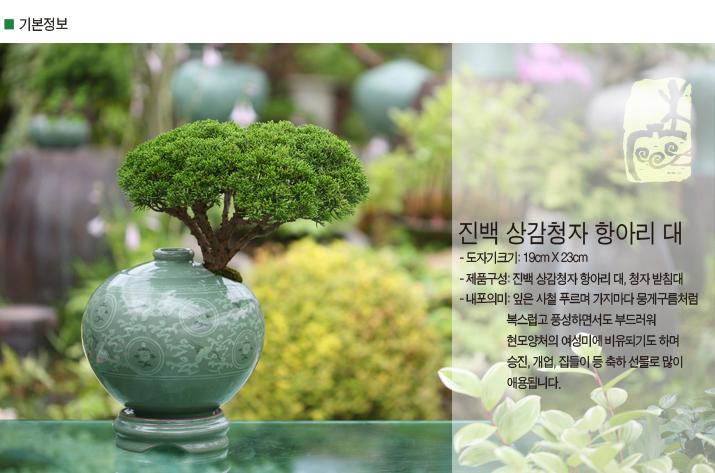 기본정보
진백 상감청자 항아리 대
- 도자기크기: 19cm X 23cm
- 제품구성: 진백 상감청자 항아리 대, 청자 받침대
- 내포의미: 잎은 사철 푸르며 가지마다 뭉게구름처럼
복스럽고 풍성하면서도 부드러워
현모양처의 여성미에 비유되기도 하며
승진, 개업, 집들이 등 축하 선물로 많이
애용됩니다.